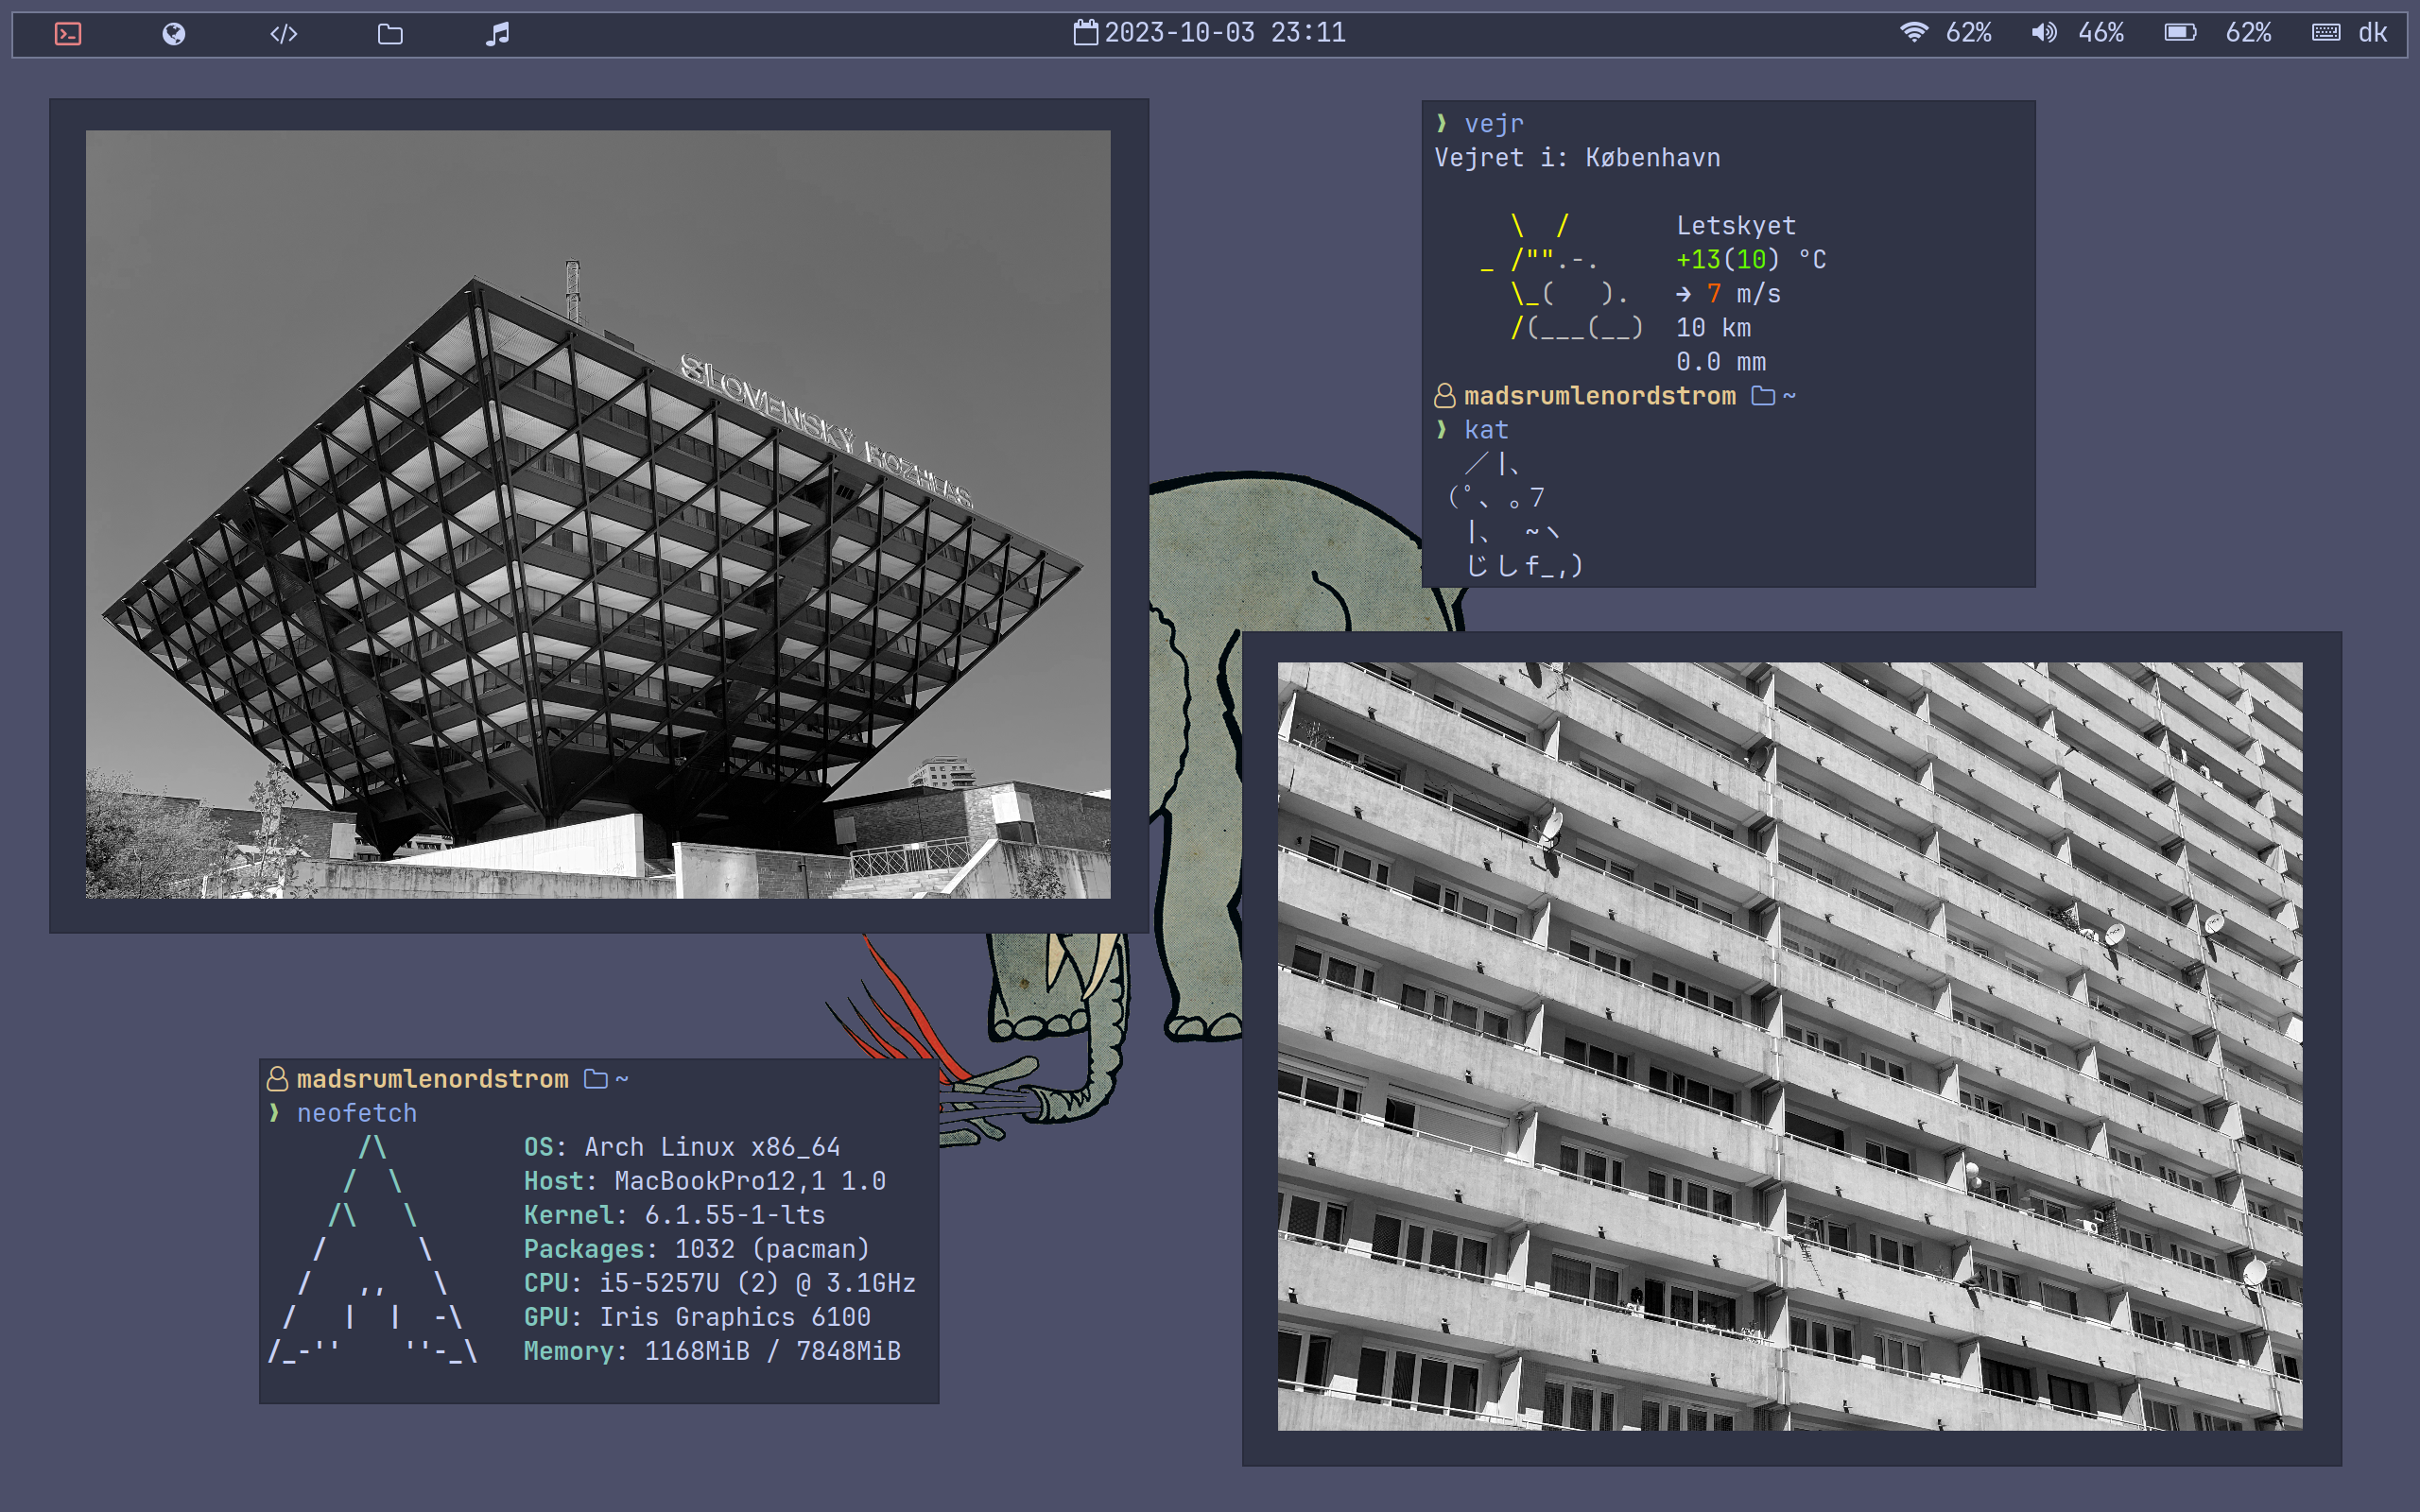 2023-10-03 23:11
62% 46% 62% dk
SLOVENSKÝ ROZHLAS
❱ vejr
Vejret i: København
\  /       Letskyet
_ /"".-.     +13(10) °C
\_(   ).   → 7 m/s
/(___(__)  10 km
0.0 mm
madsrumlenordstrom ~
❱ kat
／|、
(ﾟ､ 。7
|、 ~ヽ
じしf_,)
madsrumlenordstrom ~
❱ neofetch
/\         OS: Arch Linux x86_64
/  \        Host: MacBookPro12,1 1.0
/\   \       Kernel: 6.1.55-1-lts
/      \      Packages: 1032 (pacman)
/   ,,   \     CPU: i5-5257U (2) @ 3.1GHz
/   |  |  -\    GPU: Iris Graphics 6100
/_-''    ''-_\   Memory: 1168MiB / 7848MiB